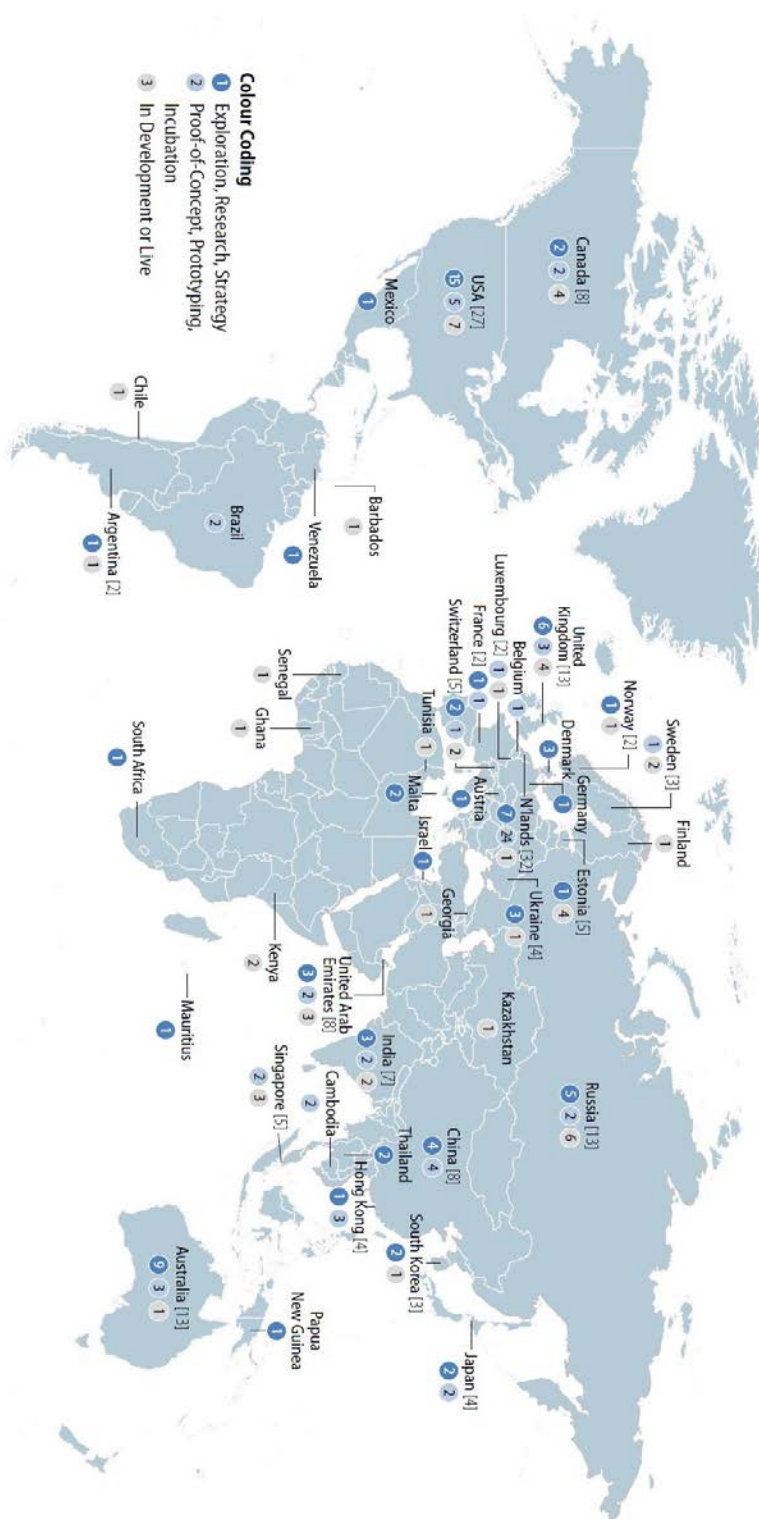 Canada [8]
2 2 4
USA [27]
15 5 7
Mexico
1
Colour Coding
1 Exploration, Research, Strategy
2 Proof-of-Concept, Prototyping,
Incubation
3 In Development or Live
Barbados
1
Venezuela
1
Brazil
2
Chile
1
Argentina [2]
1 1
Sweden [3]
1 2
Finland
1
Norway [2]
1 1
Denmark
3
Germany
1
Estonia [5]
1 4
United
Kingdom [13]
6 3 4
Belgium
1
N'lands [32]
7 24 1
Ukraine [4]
3 1
Luxembourg [2]
1 1
France [2]
1 1
Switzerland [5]
2 1 2
Austria
1
Tunisia
1
Malta
2
Israel
1
Georgia
1
Senegal
1
Ghana
1
South Africa
1
Kenya
2
Mauritius
1
United Arab
Emirates [8]
3 2 3
Kazakhstan
1
Russia [13]
5 2 6
India [7]
3 2 2
China [8]
4 4
Thailand
2
Cambodia
2
Hong Kong [4]
1 3
Singapore [5]
2 3
South Korea [3]
2 1
Japan [4]
2 2
Papua
New Guinea
1
Australia [13]
9 3 1